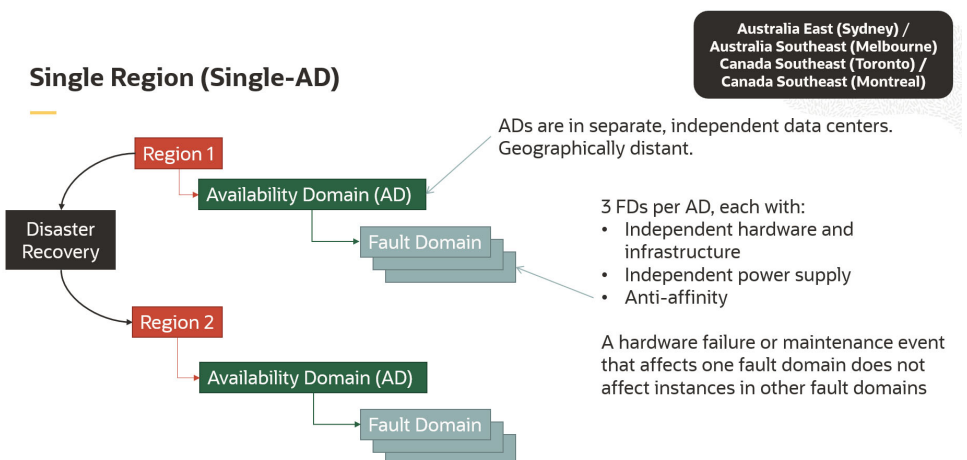 Australia East (Sydney) /
Australia Southeast (Melbourne)
Canada Southeast (Toronto) /
Canada Southeast (Montreal)
Single Region (Single-AD)
ADs are in separate, independent data centers.
Geographically distant.
Region 1
Availability Domain (AD)
Fault Domain
Disaster
Recovery
3 FDs per AD, each with:
• Independent hardware and
infrastructure
• Independent power supply
• Anti-affinity
Region 2
Availability Domain (AD)
Fault Domain
A hardware failure or maintenance event
that affects one fault domain does not
affect instances in other fault domains